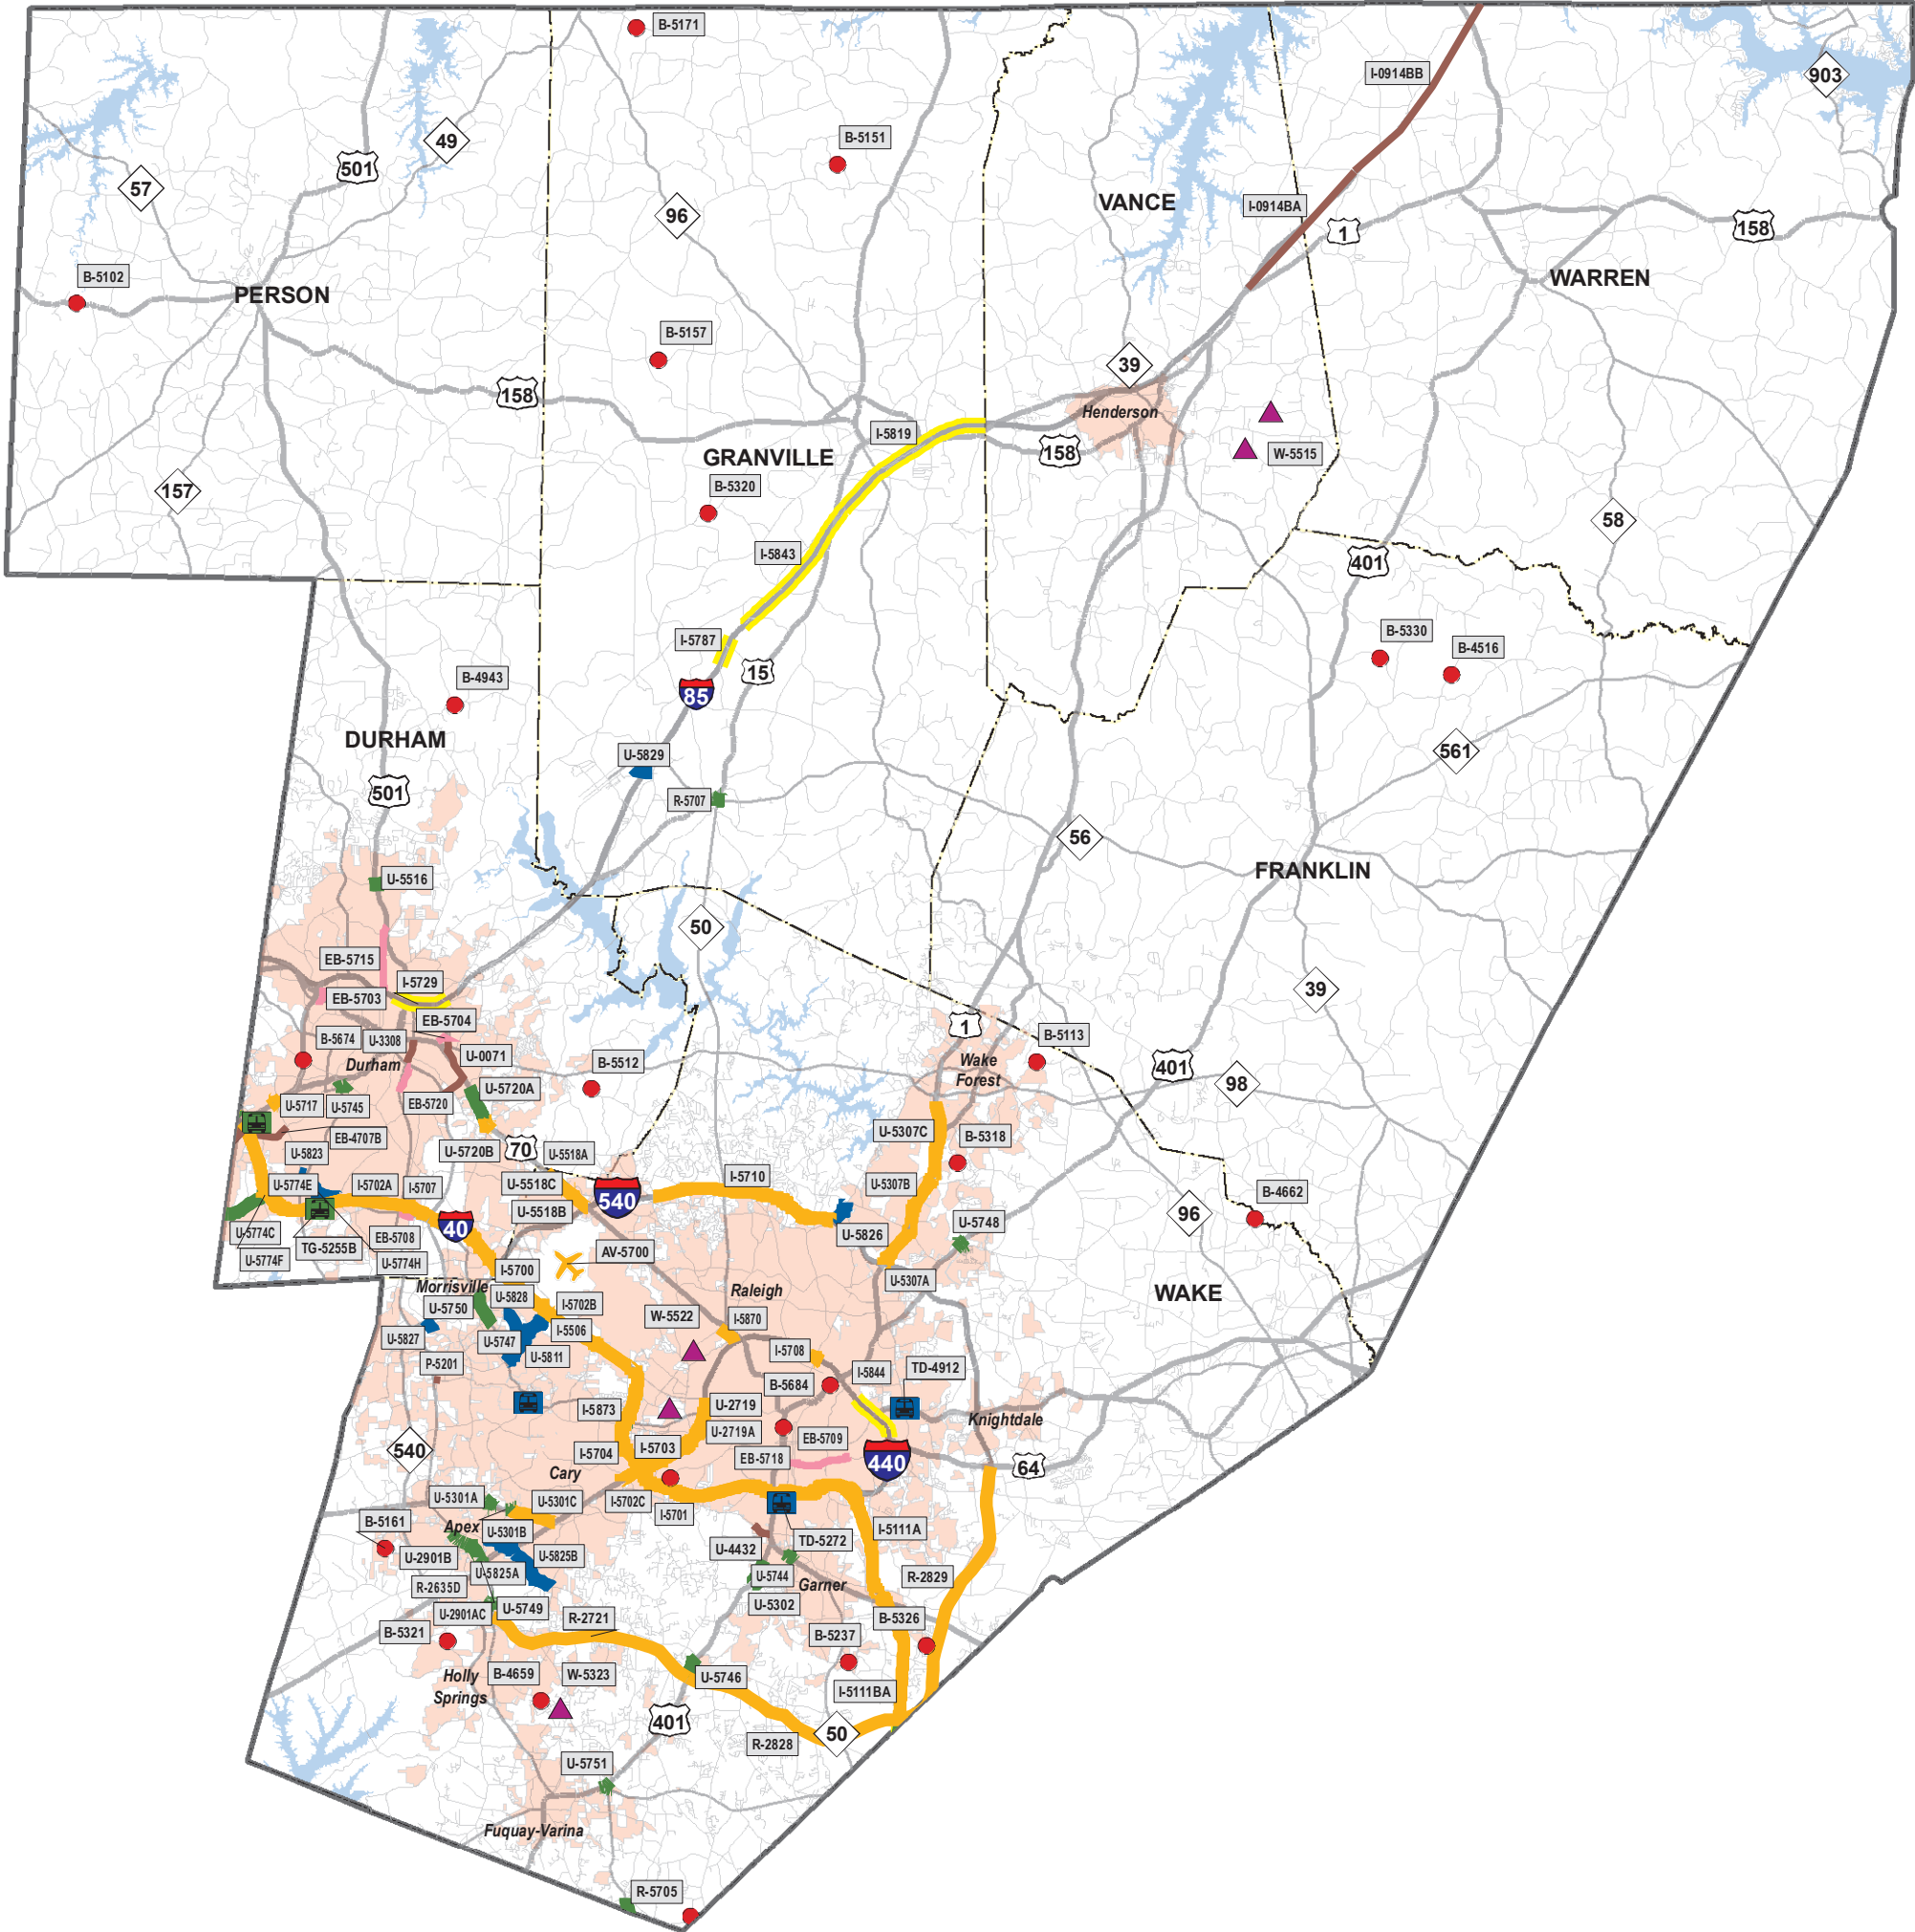 B-5171
I-0914BB
903
B-5151
49
501
57
96
VANCE
I-0914BA
1
158
B-5102
PERSON
WARREN
B-5157
39
158
Henderson
I-5819
158
W-5515
GRANVILLE
B-5320
157
58
I-5843
401
I-5787
15
85
B-5330
B-4516
B-4943
DURHAM
561
U-5829
501
R-5707
56
FRANKLIN
U-5516
50
EB-5715
I-5729
39
EB-5703
EB-5704
1
B-5113
B-5674
U-3308
U-0071
B-5512
Durham
Wake
Forest
401
98
U-5720A
U-5717
U-5745
EB-5720
EB-4707B
U-5307C
B-5318
U-5823
U-5720B
70
U-5518A
I-5710
U-5774E
I-5702A
I-5707
U-5518C
540
U-5307B
B-4662
U-5518B
96
40
U-5774C
EB-5708
U-5826
U-5748
TG-5255B
AV-5700
U-5774F
U-5774H
I-5700
U-5307A
Morrisville
Raleigh
WAKE
U-5828
U-5750
I-5702B
W-5522
I-5870
U-5827
U-5747
I-5506
P-5201
U-5811
I-5708
I-5844
TD-4912
B-5684
I-5873
U-2719
Knightdale
U-2719A
540
I-5704
I-5703
EB-5709
EB-5718
440
64
Cary
U-5301A
U-5301C
I-5702C
I-5701
B-5161
Apex
U-5301B
I-5111A
U-2901B
U-5825B
U-4432
TD-5272
U-5825A
U-5744
R-2829
R-2635D
Garner
U-2901AC
U-5749
R-2721
U-5302
B-5326
B-5321
B-5237
Holly
Springs
B-4659
W-5323
U-5746
I-5111BA
401
50
R-2828
U-5751
Fuquay-Varina
R-5705